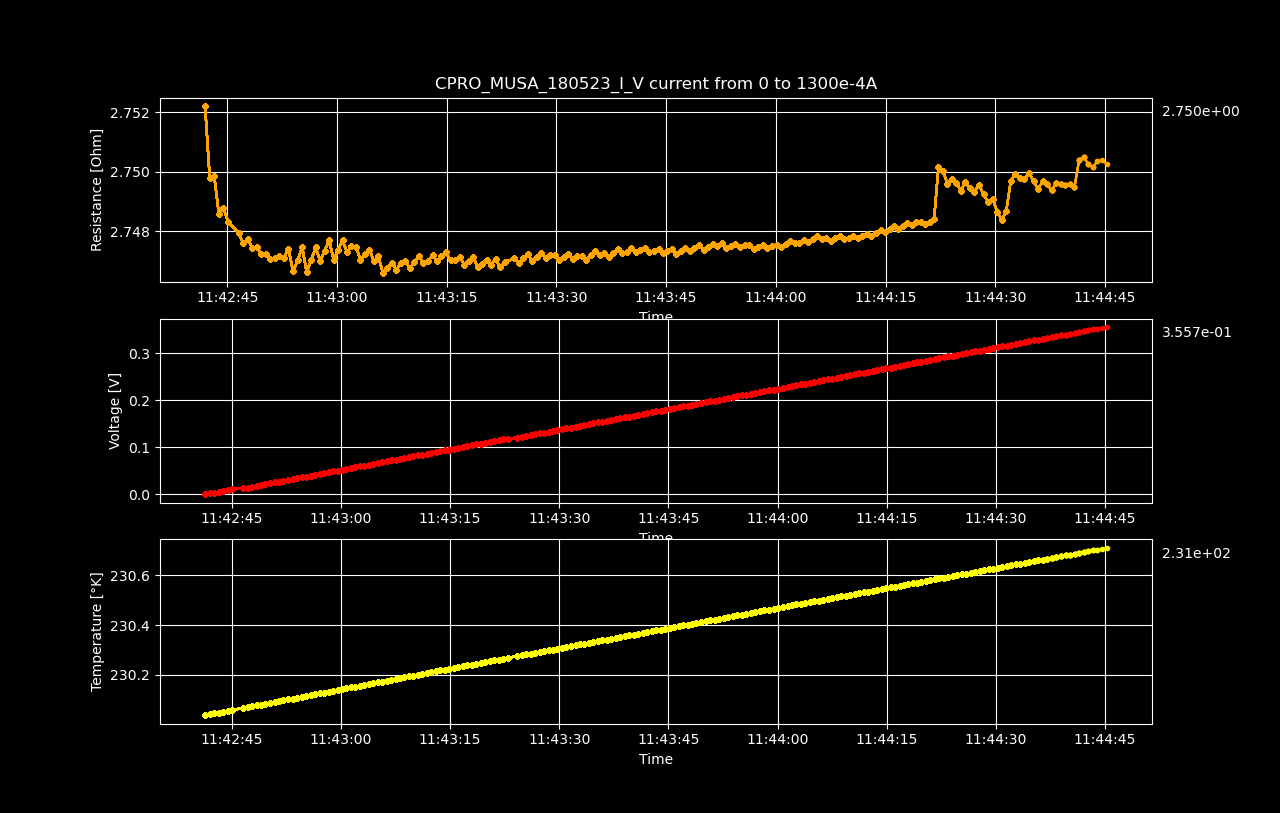 CPRO_MUSA_180523_I_V current from 0 to 1300e-4A
2.750e+00
Resistance [Ohm]
2.752
2.750
2.748
11:42:45 11:43:00 11:43:15 11:43:30 11:43:45 11:44:00 11:44:15 11:44:30 11:44:45
Time
3.557e-01
Voltage [V]
0.3
0.2
0.1
0.0
11:42:45 11:43:00 11:43:15 11:43:30 11:43:45 11:44:00 11:44:15 11:44:30 11:44:45
Time
2.31e+02
Temperature [°K]
230.6
230.4
230.2
11:42:45 11:43:00 11:43:15 11:43:30 11:43:45 11:44:00 11:44:15 11:44:30 11:44:45
Time